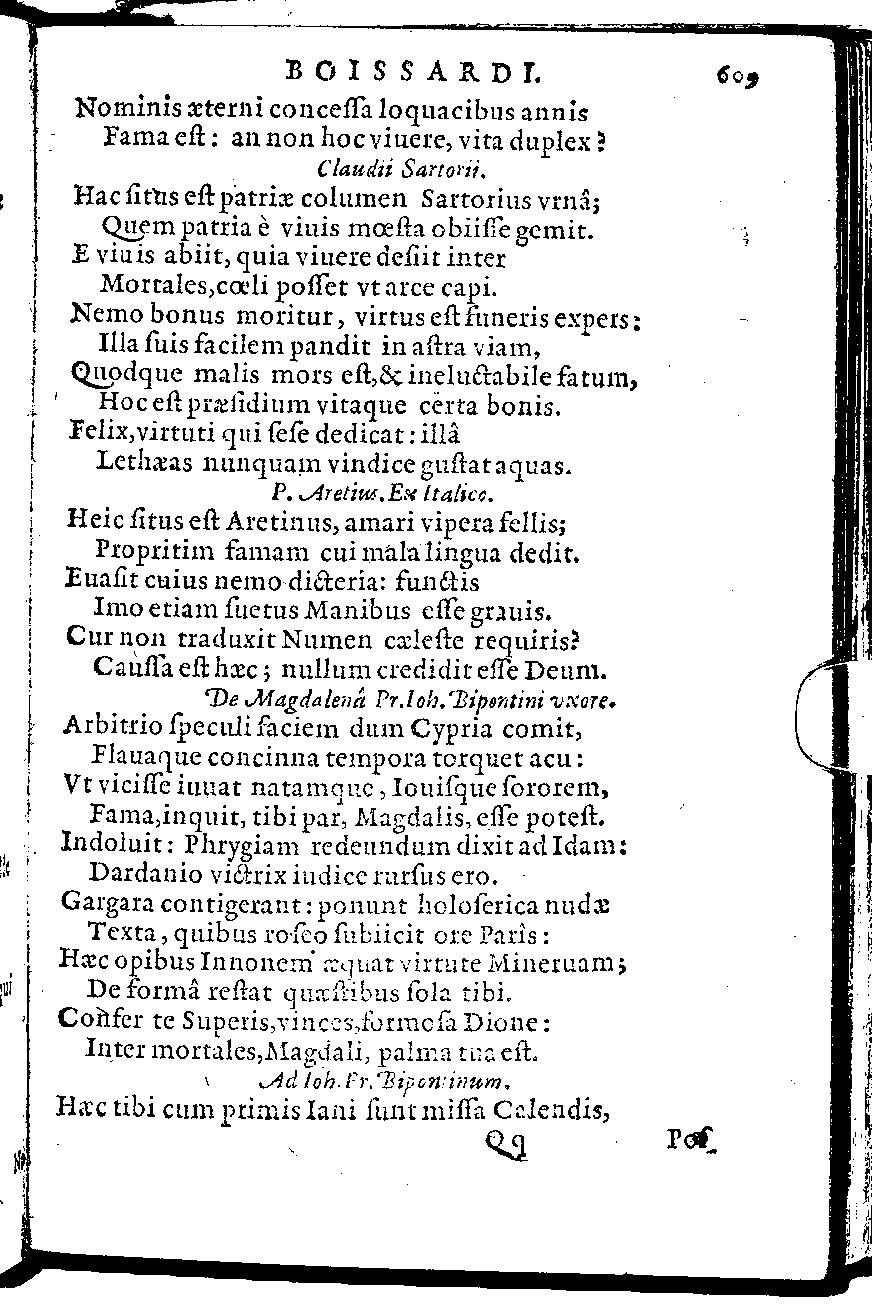 BOISSARDI. 609
Nominis æterni conceſſa loquacibus annis
Fama eſt: an non hoc viuere, vita duplex?
Claudii Sartorii.
Hac ſitus eſt patriæ columen Sartorius vrnâ;
Quem patria è viuis mœſta obiiſſe gemit.
E viuis abiit, quia viuere deſiit inter
Mortales, cœli poſſet vt arce capi.
Nemo bonus moritur, virtus eſt funeris expers:
Illa ſuis facilem pandit in aſtra viam,
Quodque malis mors eſt, & ineluctabile fatum,
Hoc eſt præſidium vitaque certa bonis.
Felix, virtuti qui ſeſe dedicat: illâ
Lethæas nunquam vindice guſtat aquas.
P. Aretius. Ex Italico.
Heic ſitus eſt Aretinus, amari vipera fellis;
Propritim famam cui mala lingua dedit.
Euaſit cuius nemo dicteria: functis
Imo etiam ſuetus Manibus eſſe grauis.
Cur non traduxit Numen cæleſte requiris?
Cauſſa eſt hæc; nullum credidit eſſe Deum.
De Magdalenâ Pr. Ioh. Bipontini vxore.
Arbitrio ſpeculi faciem dum Cypria comit,
Flauaque concinna tempora torquet acu:
Vt viciſſe iuuat natamque, Iouiſque ſororem,
Fama, inquit, tibi par, Magdalis, eſſe poteſt.
Indoluit: Phrygiam redeundum dixit ad Idam:
Dardanio victrix iudice rurſus ero.
Gargara contigerant: ponunt holoſerica nudæ
Texta, quibus roſeo ſubiicit ore Paris:
Hæc opibus Innonem æquat virtute Mineruam;
De formâ reſtat quæſtibus ſola tibi.
Confer te Superis, vinces, formoſa Dione:
Inter mortales, Magdali, palma tua eſt.
Ad Ioh. Pr. Bipontinum.
Hæc tibi cum primis Iani ſunt miſſa Calendis,
Qq Poſ